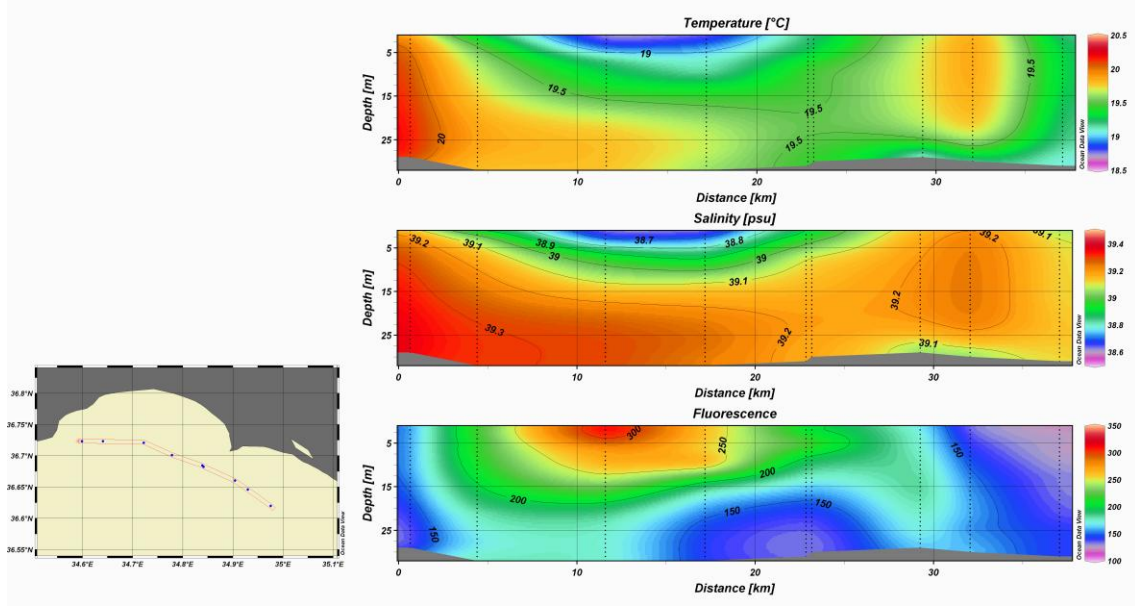 Temperature [°C]
5
15
25
Depth [m]
19
19.5
20
19.5
19.5
19.5
0
10
20
30
Distance [km]
20.5
20
19.5
19
18.5
Ocean Data View
Salinity [psu]
5
15
25
Depth [m]
39.2
39.1
38.9
39
38.7
38.8
39
39.1
39.3
39.2
39.2
39.2
39.1
39.1
0
10
20
30
Distance [km]
39.4
39.2
39
38.8
38.6
Ocean Data View
Fluorescence
5
15
25
Depth [m]
300
250
200
200
150
150
150
150
0
10
20
30
350
300
250
200
150
100
Ocean Data View
36.8°N
36.75°N
36.7°N
36.65°N
36.6°N
36.55°N
34.6°E
34.7°E
34.8°E
34.9°E
35°E
35.1°E
Ocean Data View